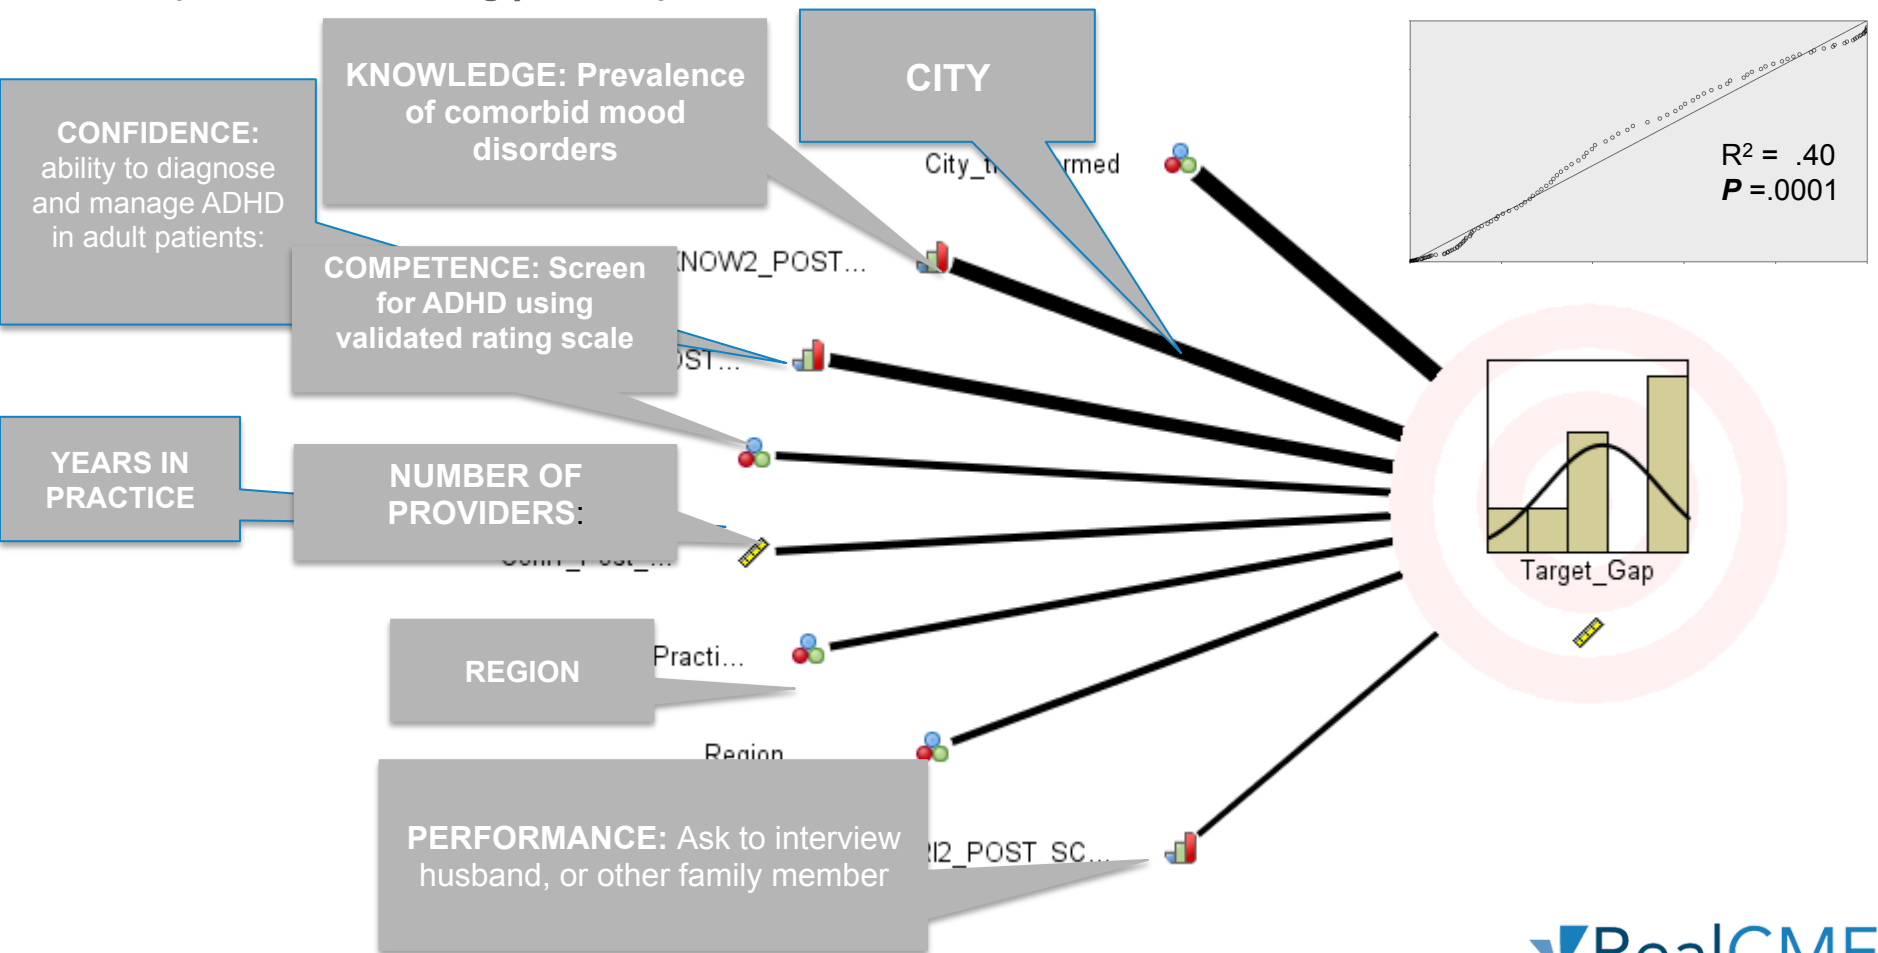 KNOWLEDGE: Prevalence
of comorbid mood
disorders
CITY
CONFIDENCE:
ability to diagnose
and manage ADHD
in adult patients:
City_t
rmed
R² = .40
P =.0001
NOW2_POST...
COMPETENCE: Screen
for ADHD using
validated rating scale
OST...
YEARS IN
PRACTICE
NUMBER OF
PROVIDERS:
Target_Gap
REGION
Practi...
Region
PERFORMANCE: Ask to interview
husband, or other family member
I2_POST_SC...
RealCME